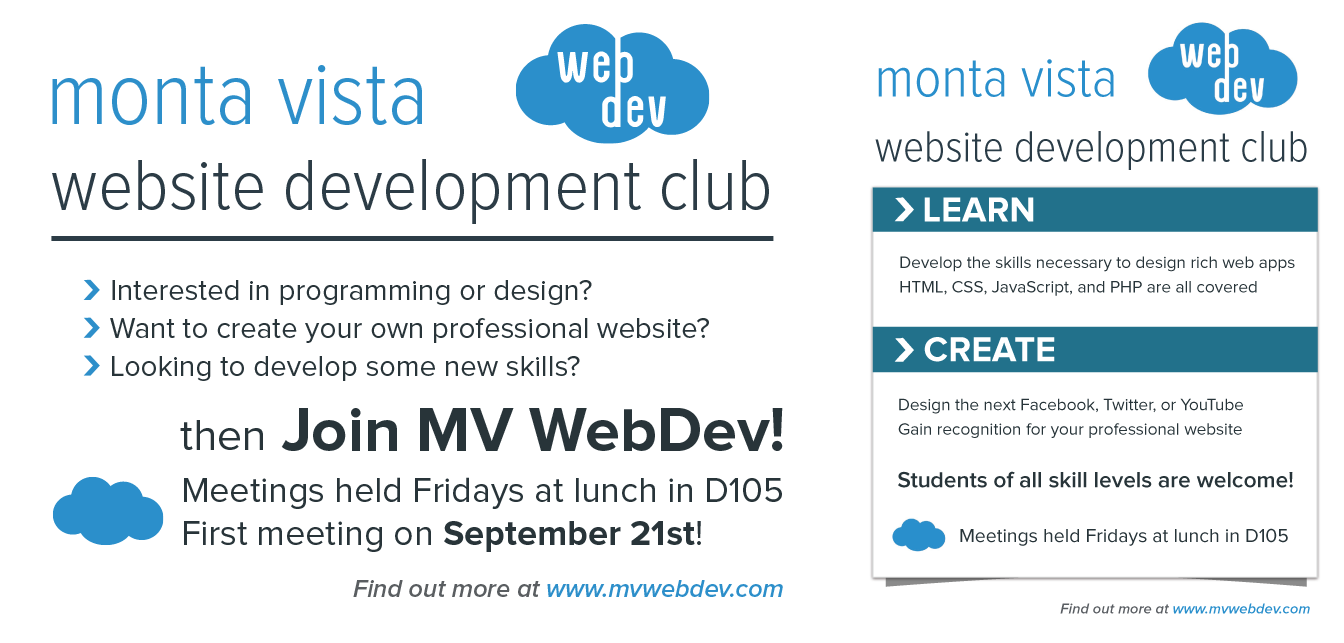 monta vista
web
dev
website development club
Interested in programming or design?
Want to create your own professional website?
Looking to develop some new skills?
then Join MV WebDev!
Meetings held Fridays at lunch in D105
First meeting on September 21st!
Find out more at www.mvwebdev.com
monta vista
web
dev
website development club
LEARN
Develop the skills necessary to design rich web apps
HTML, CSS, JavaScript, and PHP are all covered
CREATE
Design the next Facebook, Twitter, or YouTube
Gain recognition for your professional website
Students of all skill levels are welcome!
Meetings held Fridays at lunch in D105
Find out more at www.mvwebdev.com